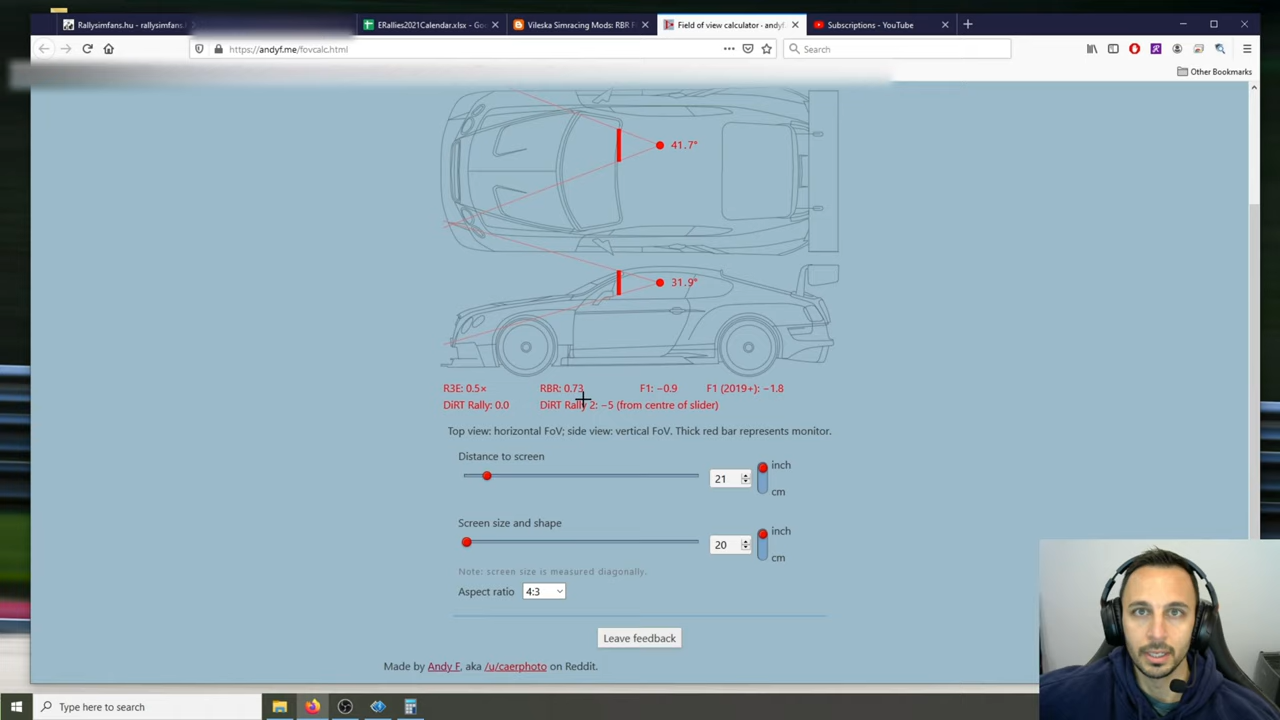 Rallysimfans.hu - rallysimfans.
ERallies2021Calendar.xlsx - Go
Vileska Simracing Mods: RBR F
Field of view calculator - andyf
Subscriptions - YouTube
https://andyf.me/fovcalc.html
Search
Other Bookmarks
41.7°
31.9°
R3E: 0.5× RBR: 0.73 F1: −0.9 F1 (2019+): −1.8
DiRT Rally: 0.0 DiRT Rally 2: −5 (from centre of slider)
Top view: horizontal FoV; side view: vertical FoV. Thick red bar represents monitor.
Distance to screen
21
inch
cm
Screen size and shape
20
inch
cm
Note: screen size is measured diagonally.
Aspect ratio 4:3
Leave feedback
Made by Andy F, aka /u/caerphoto on Reddit.
Type here to search